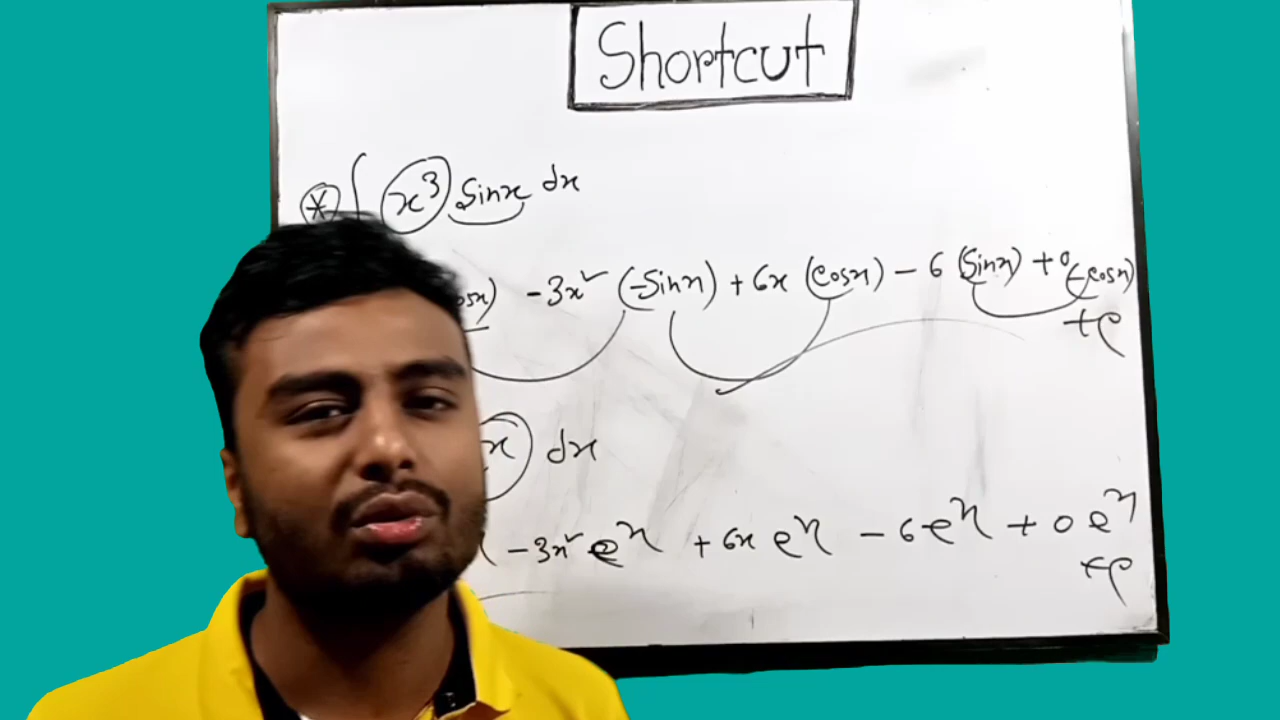 Shortcut
* ∫ x³ sinx dx
osx) -3x² (-Sinx) + 6x (cosx) - 6 (Sinx) + 0 (-cosx)
+c
x dx
-3x² eˣ + 6x eˣ - 6eˣ + 0 eˣ
+c